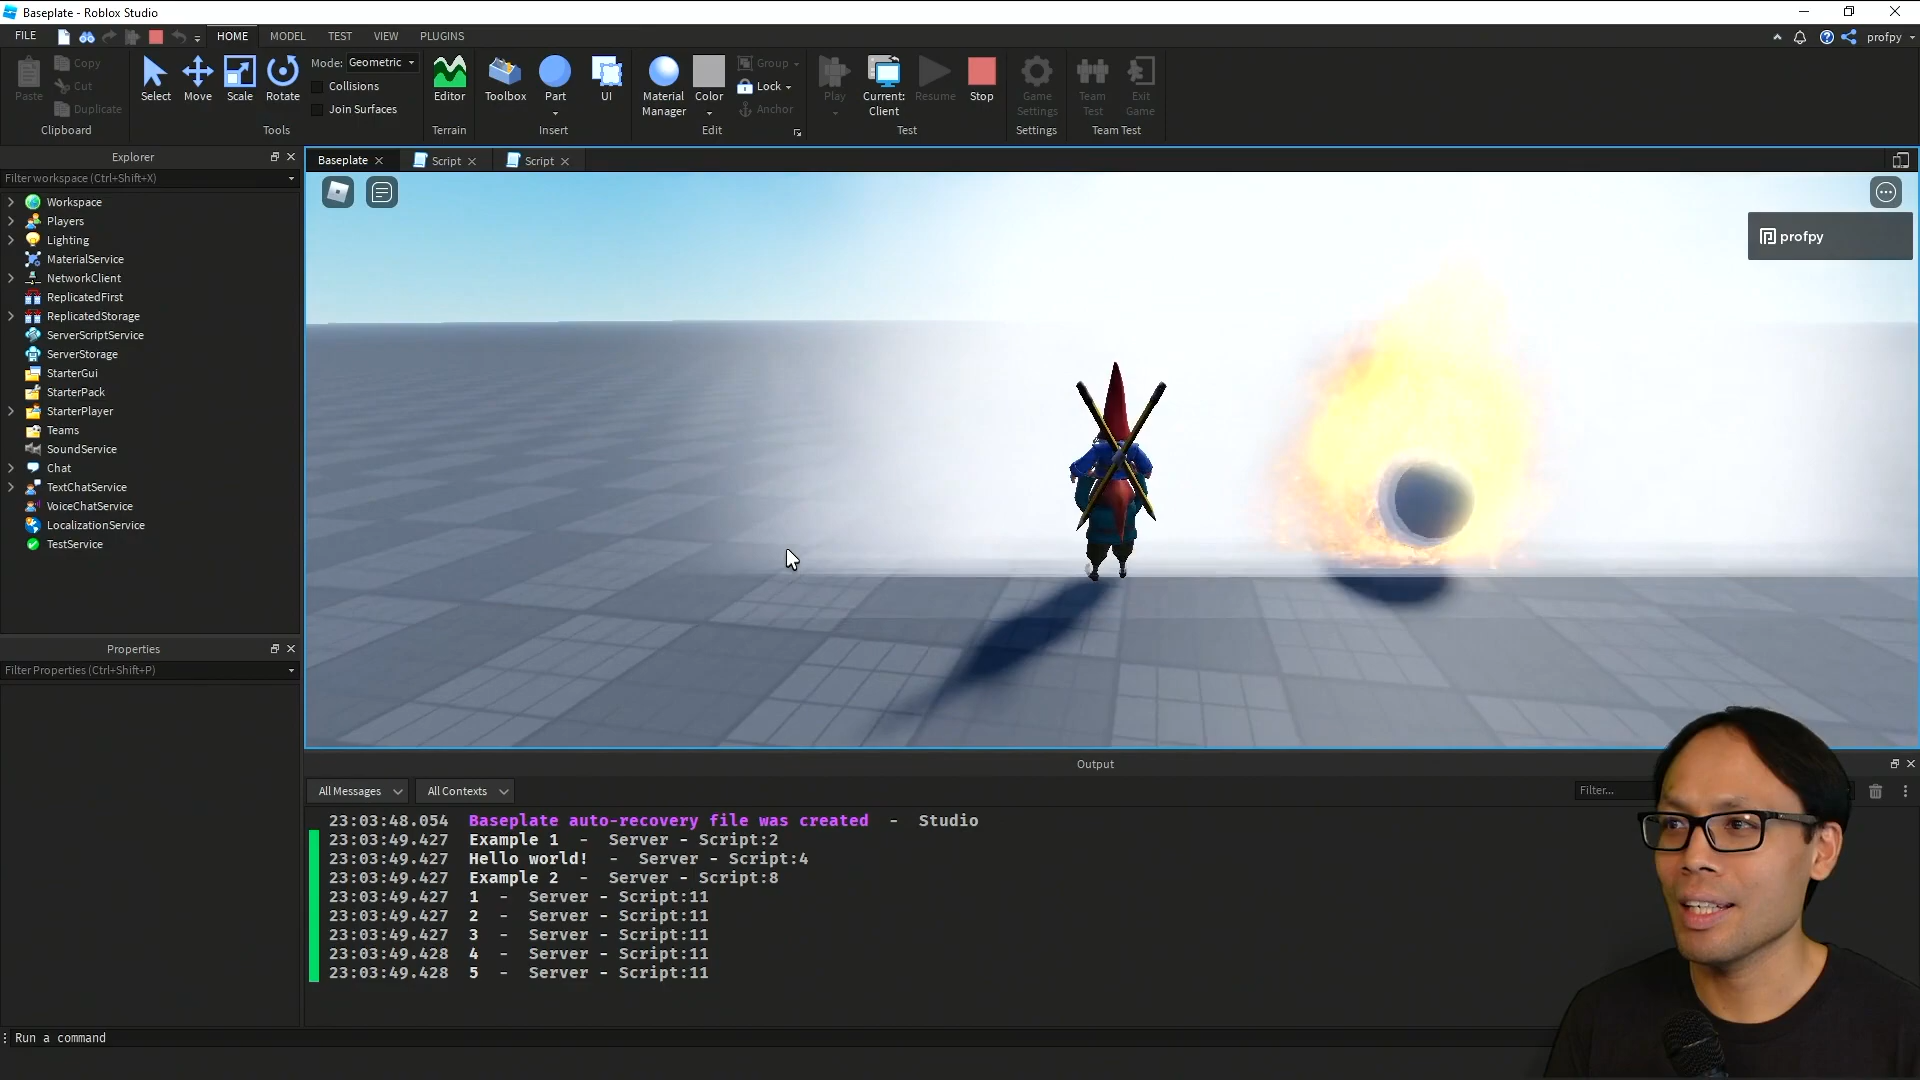 Baseplate - Roblox Studio
FILE
HOME
MODEL
TEST
VIEW
PLUGINS
profpy
Paste
Copy
Cut
Duplicate
Clipboard
Select
Move
Scale
Rotate
Mode: Geometric
Collisions
Join Surfaces
Tools
Editor
Terrain
Toolbox
Part
UI
Insert
Material
Manager
Color
Group
Lock
Anchor
Edit
Play
Current:
Client
Resume
Stop
Test
Game
Settings
Settings
Team
Test
Exit
Game
Team Test
Explorer
Filter workspace (Ctrl+Shift+X)
Workspace
Players
Lighting
MaterialService
NetworkClient
ReplicatedFirst
ReplicatedStorage
ServerScriptService
ServerStorage
StarterGui
StarterPack
StarterPlayer
Teams
SoundService
Chat
TextChatService
VoiceChatService
LocalizationService
TestService
Properties
Filter Properties (Ctrl+Shift+P)
Baseplate
Script
Script
profpy
Output
All Messages
All Contexts
Filter...
23:03:48.054 Baseplate auto-recovery file was created - Studio
23:03:49.427 Example 1 - Server - Script:2
23:03:49.427 Hello world! - Server - Script:4
23:03:49.427 Example 2 - Server - Script:8
23:03:49.427 1 - Server - Script:11
23:03:49.427 2 - Server - Script:11
23:03:49.427 3 - Server - Script:11
23:03:49.428 4 - Server - Script:11
23:03:49.428 5 - Server - Script:11
Run a command